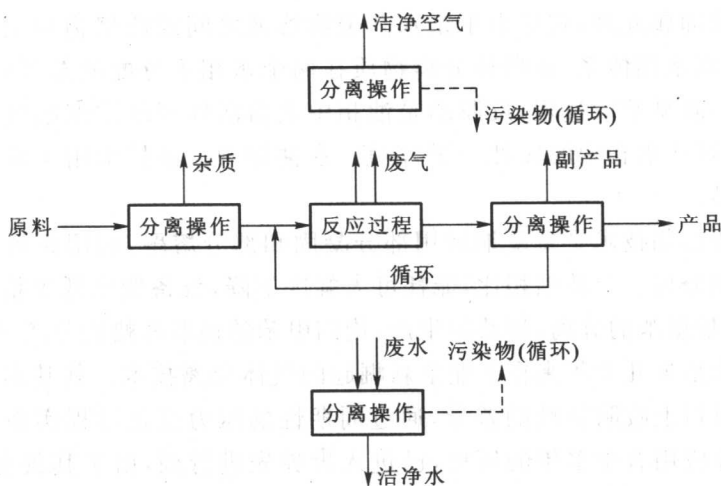 洁净空气
分离操作
污染物(循环)
杂质
废气
副产品
原料
分离操作
反应过程
分离操作
产品
循环
废水
污染物(循环)
分离操作
洁净水